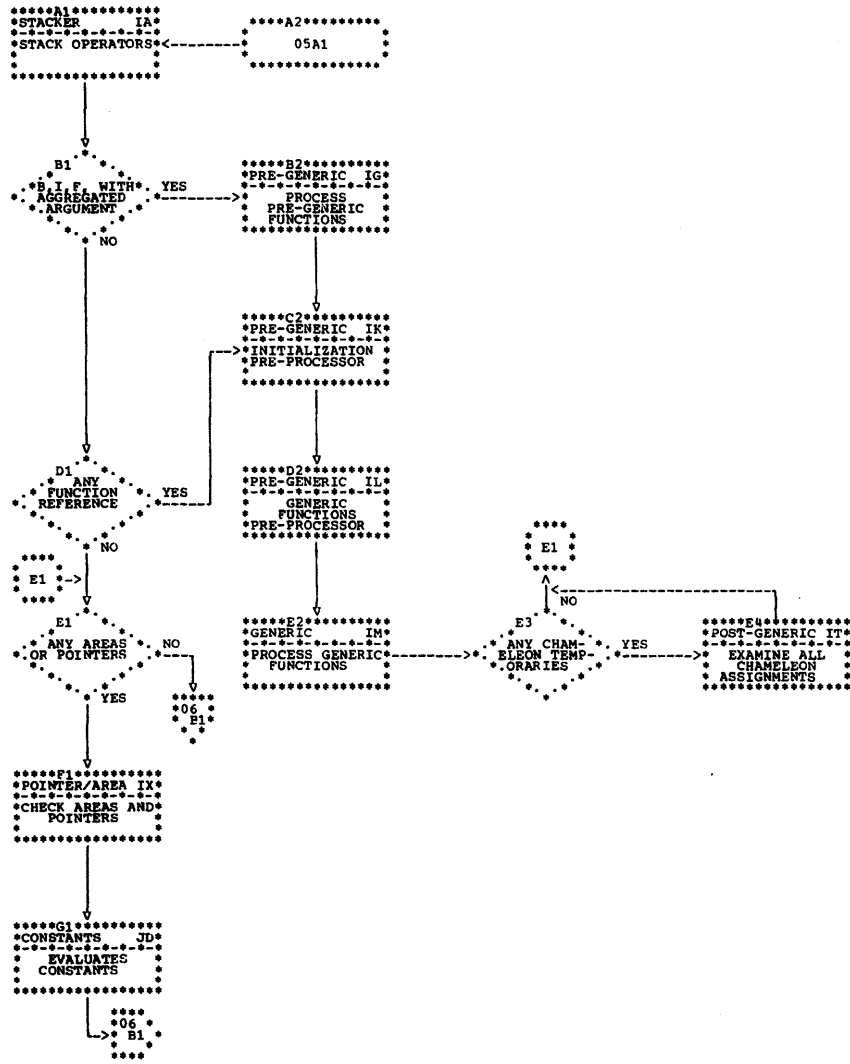 A1
STACKER IA
STACK OPERATORS
A2
05A1
B1
B.I.F. WITH
AGGREGATED
ARGUMENT
YES
NO
B2
PRE-GENERIC IG
PROCESS
PRE-GENERIC
FUNCTIONS
C2
PRE-GENERIC IK
INITIALIZATION
PRE-PROCESSOR
D1
ANY
FUNCTION
REFERENCE
YES
NO
D2
PRE-GENERIC IL
GENERIC
FUNCTIONS
PRE-PROCESSOR
E1
E1
E1
ANY AREAS
OR POINTERS
NO
YES
06
B1
E2
GENERIC IM
PROCESS GENERIC
FUNCTIONS
E3
ANY CHAM-
ELEON TEMP-
ORARIES
NO
YES
E4
POST-GENERIC IT
EXAMINE ALL
CHAMELEON
ASSIGNMENTS
F1
POINTER/AREA IX
CHECK AREAS AND
POINTERS
G1
CONSTANTS JD
EVALUATES
CONSTANTS
06
B1